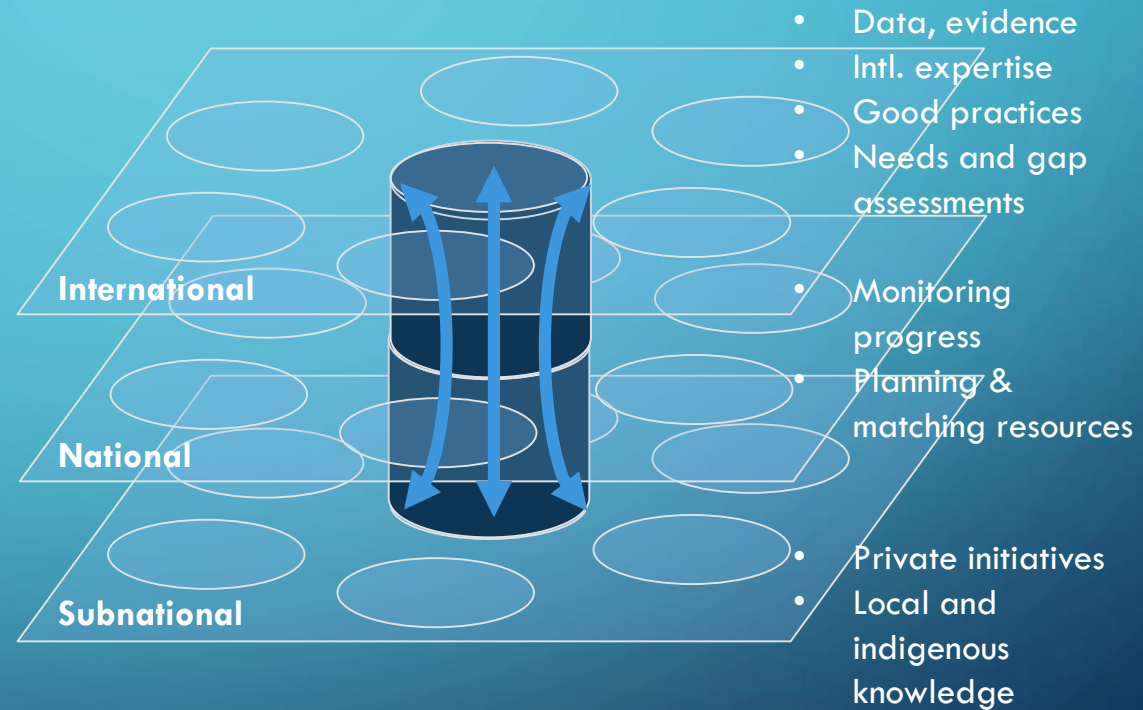 • Data, evidence
• Intl. expertise
• Good practices
• Needs and gap
assessments
International
• Monitoring
progress
• Planning &
matching resources
National
• Private initiatives
• Local and
indigenous
knowledge
Subnational